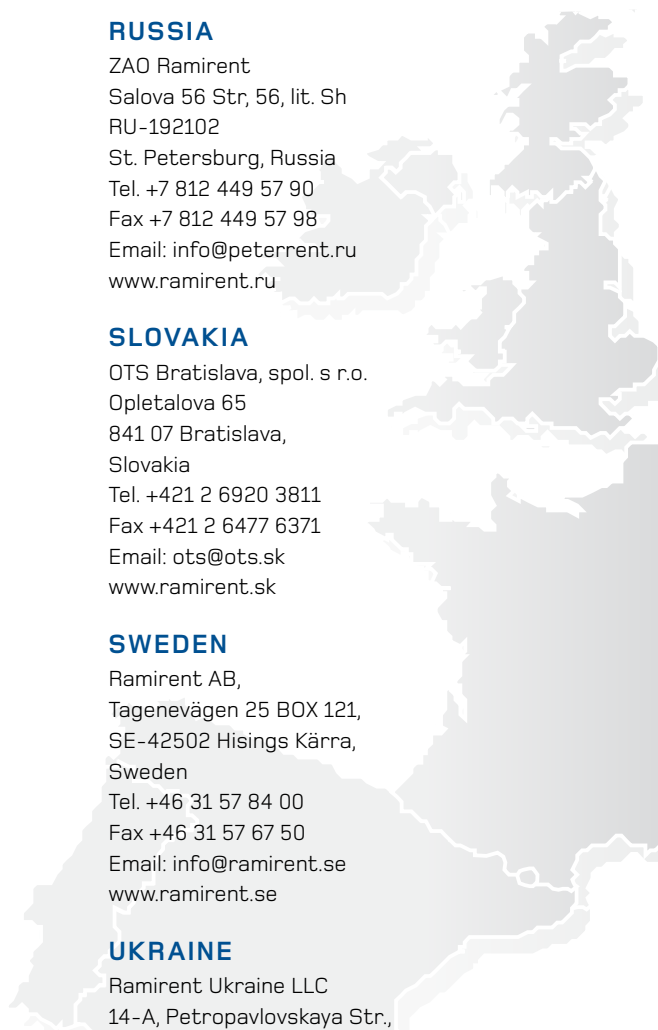 RUSSIA
ZAO Ramirent
Salova 56 Str, 56, lit. Sh
RU-192102
St. Petersburg, Russia
Tel. +7 812 449 57 90
Fax +7 812 449 57 98
Email: info@peterrent.ru
www.ramirent.ru
SLOVAKIA
OTS Bratislava, spol. s r.o.
Opletalova 65
841 07 Bratislava,
Slovakia
Tel. +421 2 6920 3811
Fax +421 2 6477 6371
Email: ots@ots.sk
www.ramirent.sk
SWEDEN
Ramirent AB,
Tagenevägen 25 BOX 121,
SE-42502 Hisings Kärra,
Sweden
Tel. +46 31 57 84 00
Fax +46 31 57 67 50
Email: info@ramirent.se
www.ramirent.se
UKRAINE
Ramirent Ukraine LLC
14-A, Petropavlovskaya Str.,